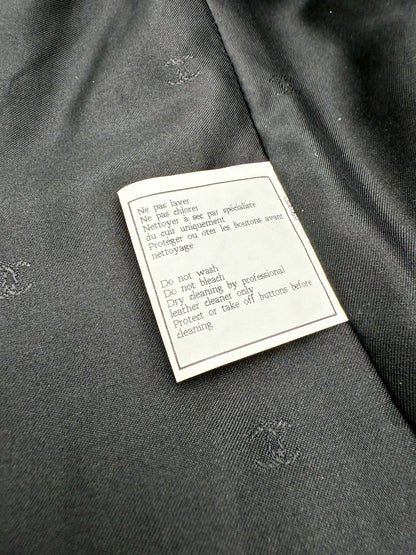 Ne pas laver
Ne pas chlorer
Nettoyer à sec par spécialiste
du cuir uniquement
Protéger ou oter les boutons avant
nettoyage
Do not wash
Do not bleach
Dry cleaning by professional
leather cleaner only
Protect or take off buttons before
cleaning